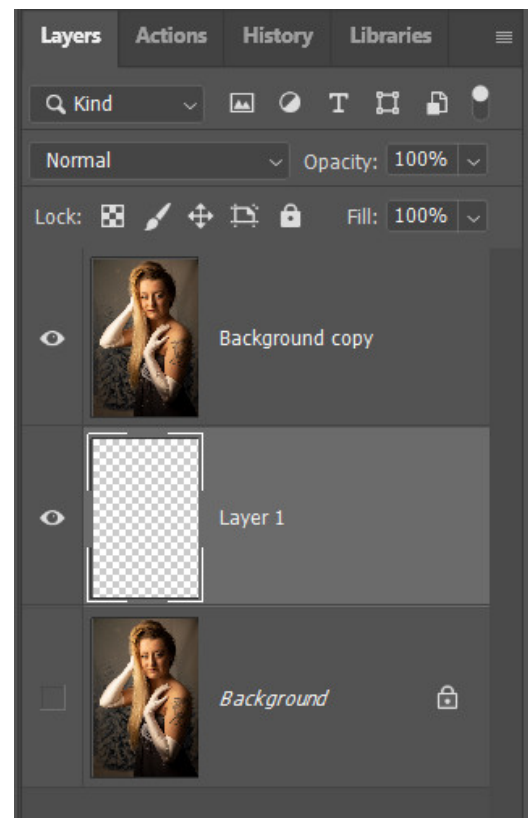 Layers Actions History Libraries
Kind
Normal Opacity: 100%
Lock: Fill: 100%
Background copy
Layer 1
Background